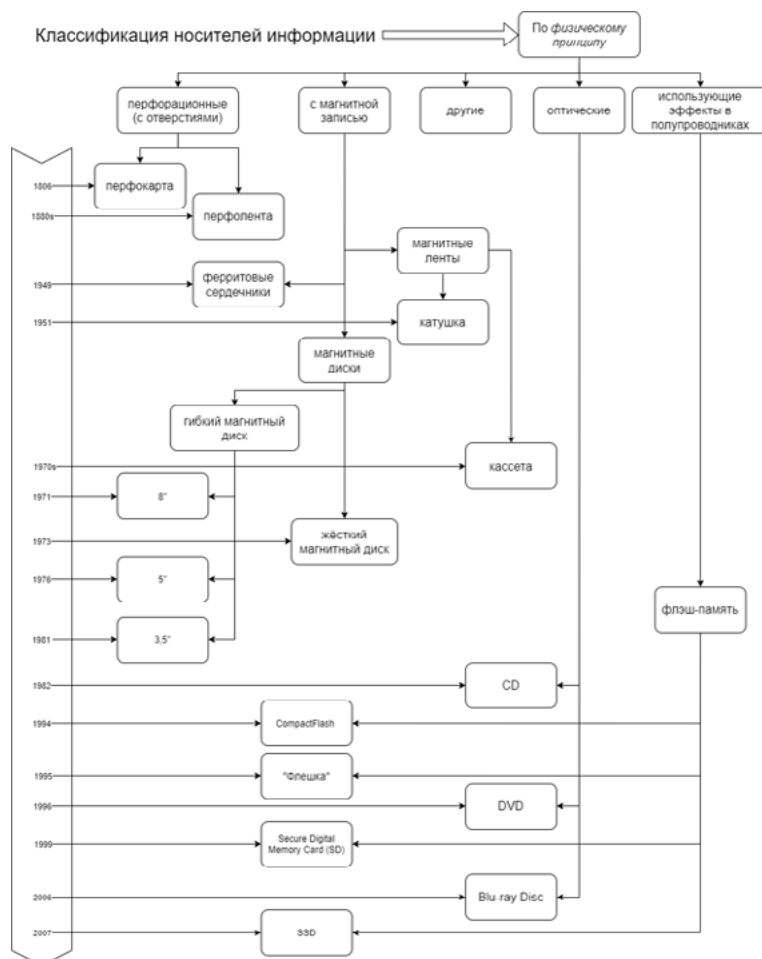 Классификация носителей информации
По физическому
принципу
перфорационные
(с отверстиями)
с магнитной
записью
другие
оптические
использующие
эффекты в
полупроводниках
1806
перфокарта
1880s
перфолента
магнитные
ленты
1949
ферритовые
сердечники
1951
катушка
магнитные
диски
гибкий магнитный
диск
1970s
кассета
1971
8"
1973
жёсткий
магнитный диск
1976
5"
флэш-память
1981
3,5"
1982
CD
1994
CompactFlash
1995
"Флешка"
1996
DVD
1999
Secure Digital
Memory Card (SD)
2006
Blu-ray Disc
2007
SSD